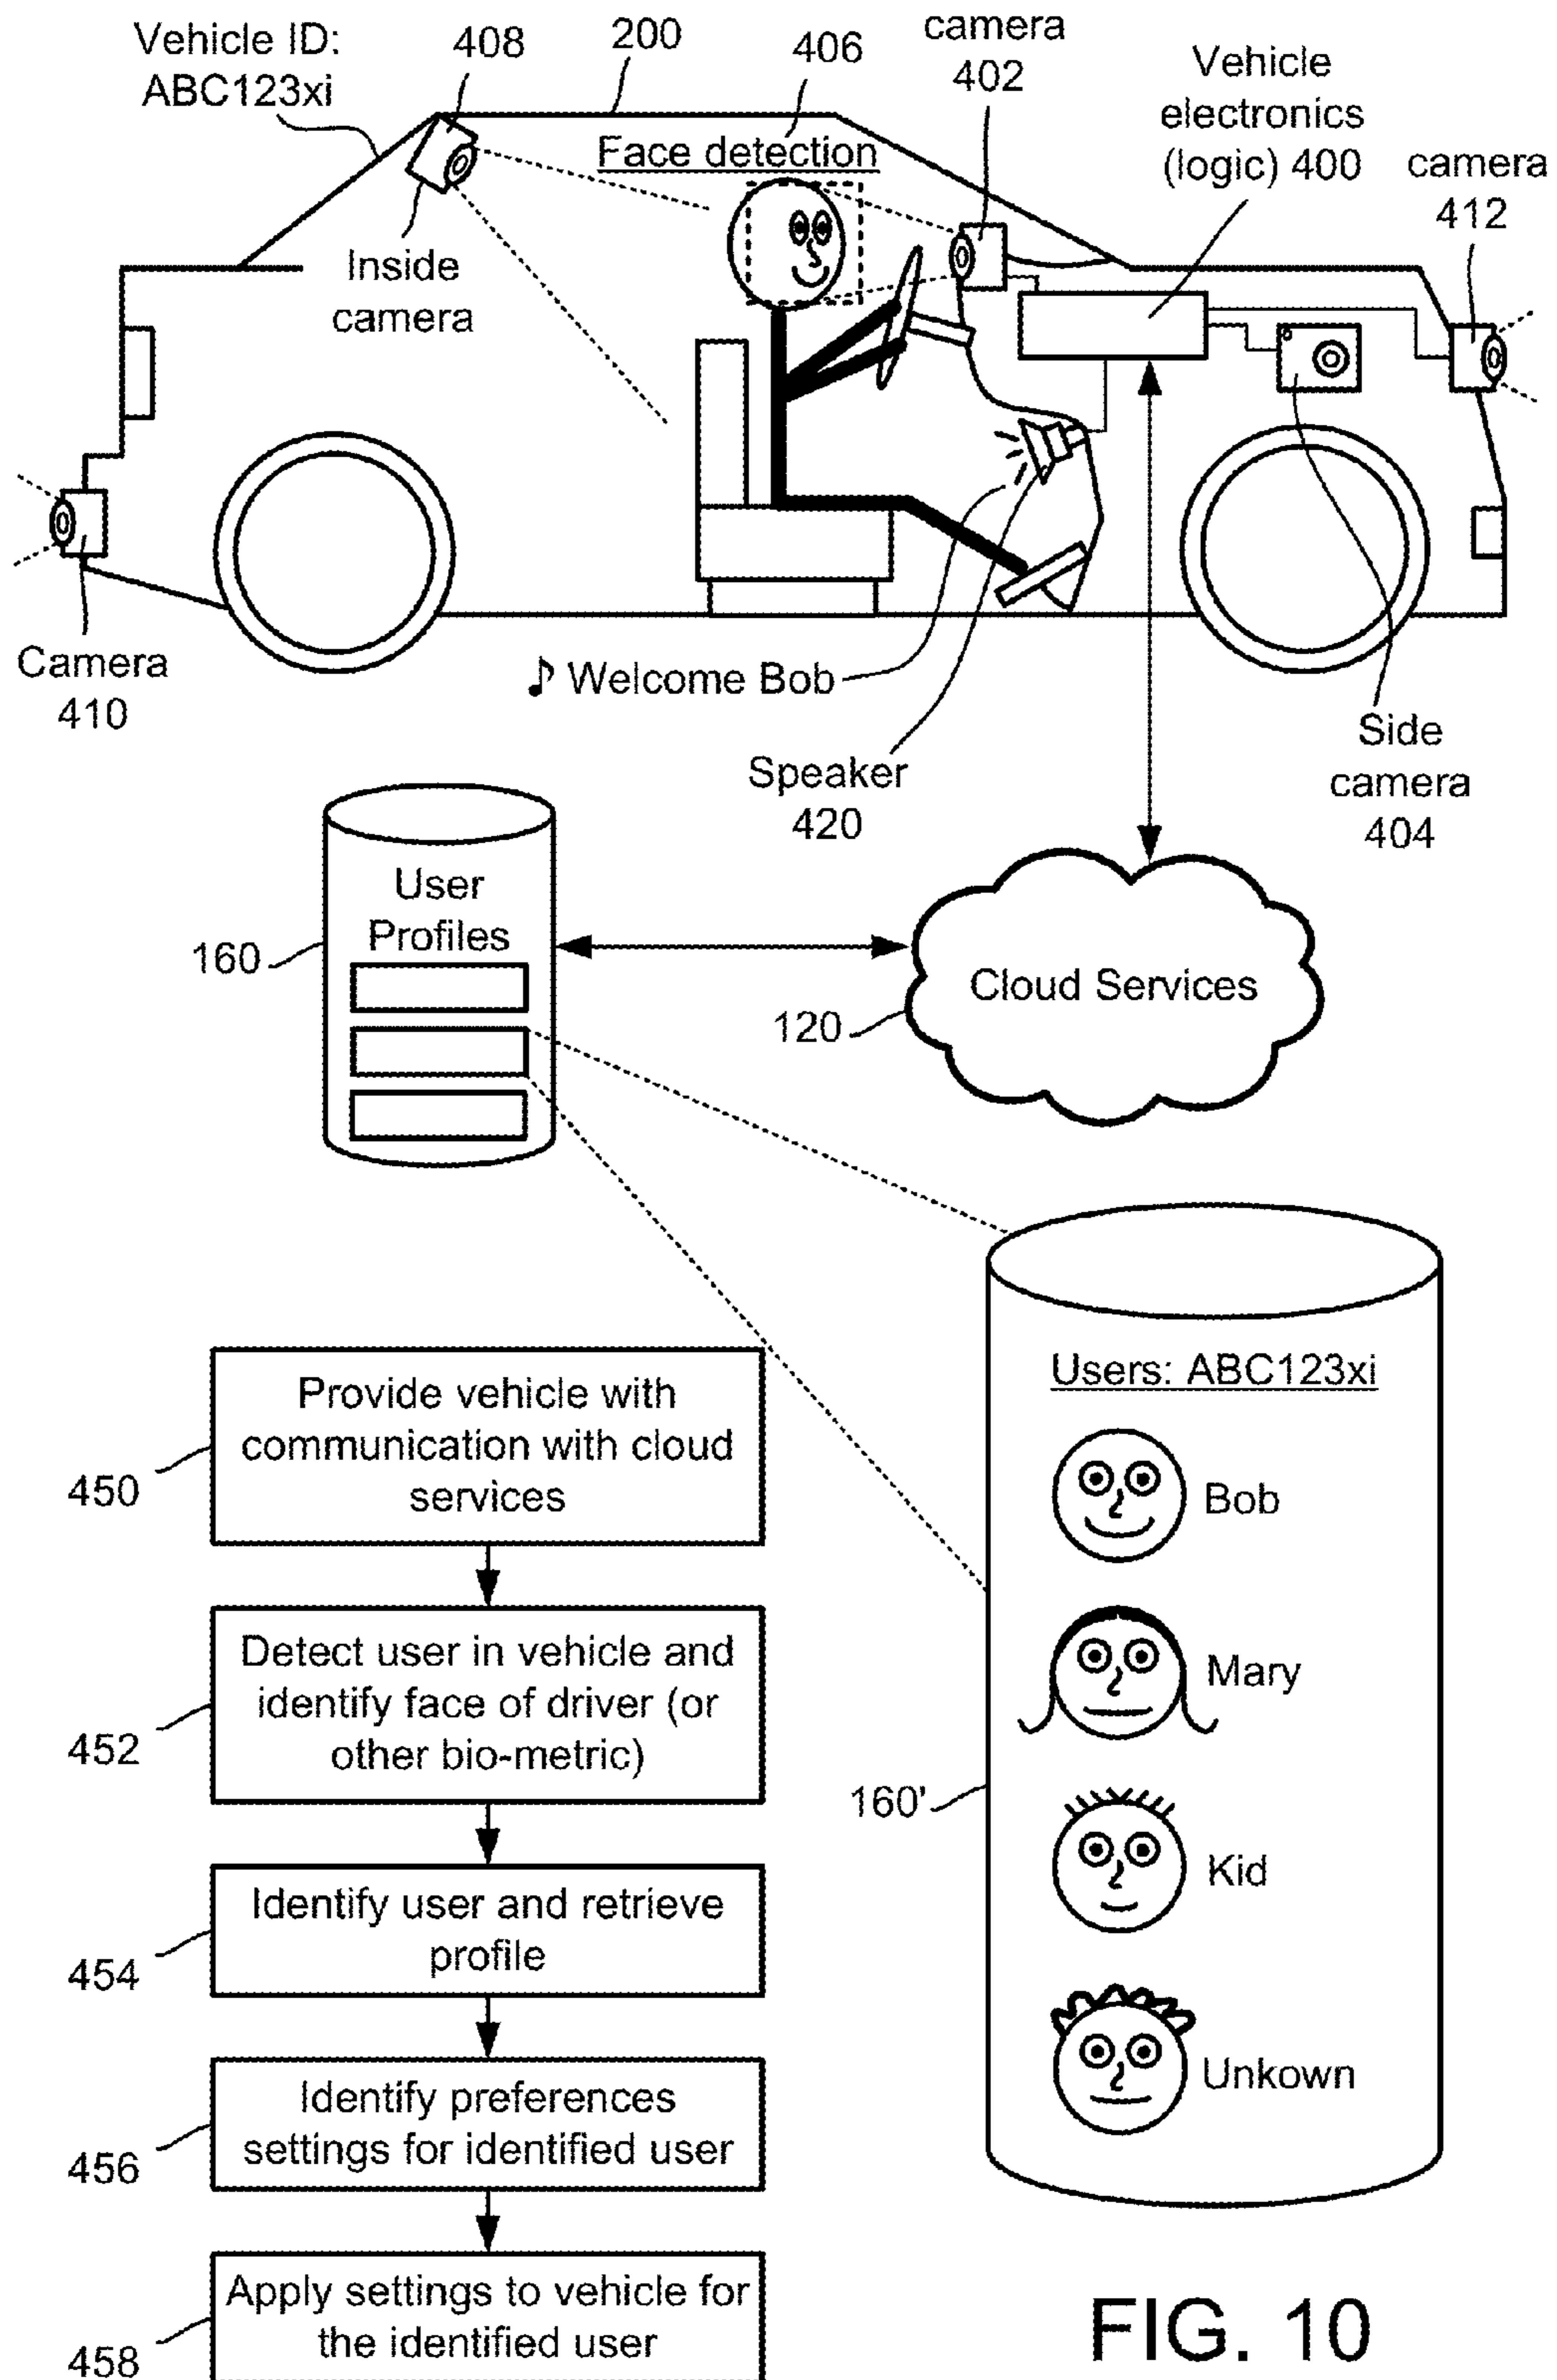 Vehicle ID:
ABC123xi
408
200
406
camera
402
Vehicle
electronics
(logic) 400
camera
412
Face detection
Inside
camera
Camera
410
♪ Welcome Bob
Speaker
420
Side
camera
404
User
Profiles
160
Cloud Services
120
Users: ABC123xi
Bob
Mary
Kid
Unkown
160'
Provide vehicle with
communication with cloud
services
450
Detect user in vehicle and
identify face of driver (or
other bio-metric)
452
Identify user and retrieve
profile
454
Identify preferences
settings for identified user
456
Apply settings to vehicle for
the identified user
458
FIG. 10